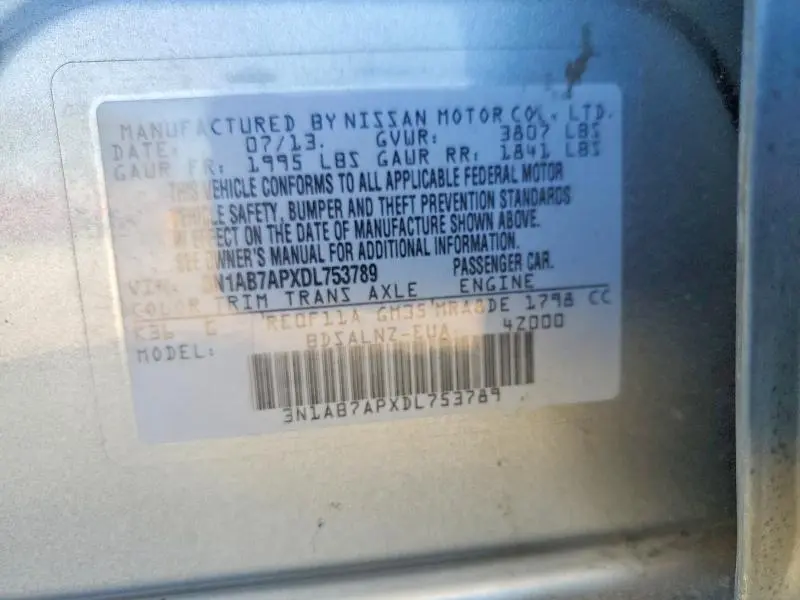 MANUFACTURED BY NISSAN MOTOR CO., LTD.
DATE: 07/13. GVWR: 3807 LBS
GAWR FR: 1995 LBS GAWR RR: 1841 LBS
THIS VEHICLE CONFORMS TO ALL APPLICABLE FEDERAL MOTOR
VEHICLE SAFETY, BUMPER AND THEFT PREVENTION STANDARDS
IN EFFECT ON THE DATE OF MANUFACTURE SHOWN ABOVE.
SEE OWNER'S MANUAL FOR ADDITIONAL INFORMATION.
VIN: 3N1AB7APXDL753789 PASSENGER CAR.
COLOR TRIM TRANS AXLE ENGINE
K36 G RE0F11A GM35 MRA8DE 1798 CC
MODEL: BDSALNZ-EUA 42000
3N1AB7APXDL753789